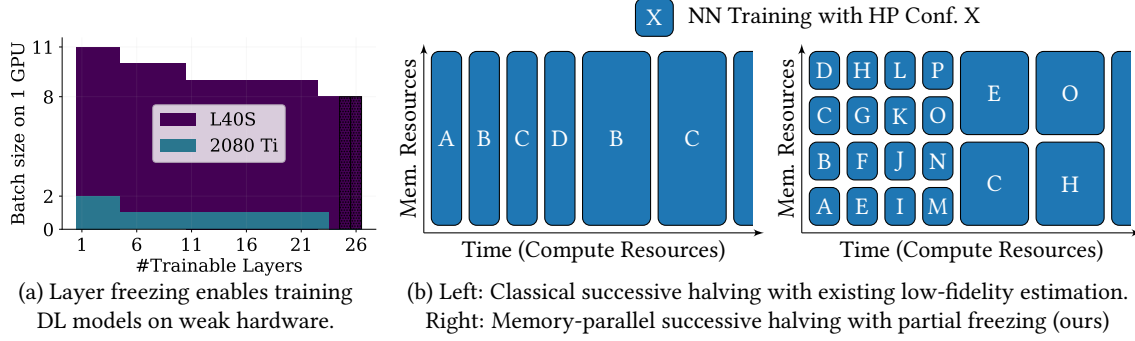 X NN Training with HP Conf. X
Batch size on 1 GPU
11
8
2
0
L40S
2080 Ti
1 6 11 16 21 26
#Trainable Layers
(a) Layer freezing enables training
DL models on weak hardware.
Mem. Resources
A B C D B C
Time (Compute Resources)
Mem. Resources
D H L P
C G K O
B F J N
A E I M
E O
C H
Time (Compute Resources)
(b) Left: Classical successive halving with existing low-fidelity estimation.
Right: Memory-parallel successive halving with partial freezing (ours)